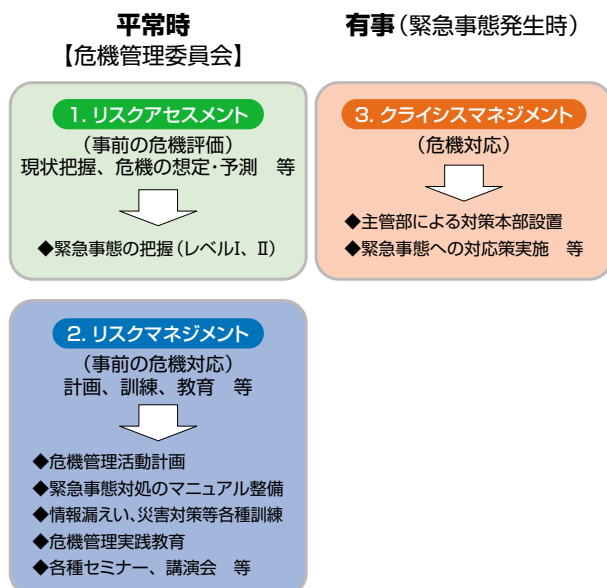 平常時
【危機管理委員会】
1. リスクアセスメント
(事前の危機評価)
現状把握、危機の想定・予測　等
◆緊急事態の把握(レベルI、II)
2. リスクマネジメント
(事前の危機対応)
計画、訓練、教育　等
◆危機管理活動計画
◆緊急事態対処のマニュアル整備
◆情報漏えい、災害対策等各種訓練
◆危機管理実践教育
◆各種セミナー、講演会　等
有事(緊急事態発生時)
3. クライシスマネジメント
(危機対応)
◆主管部による対策本部設置
◆緊急事態への対応策実施　等